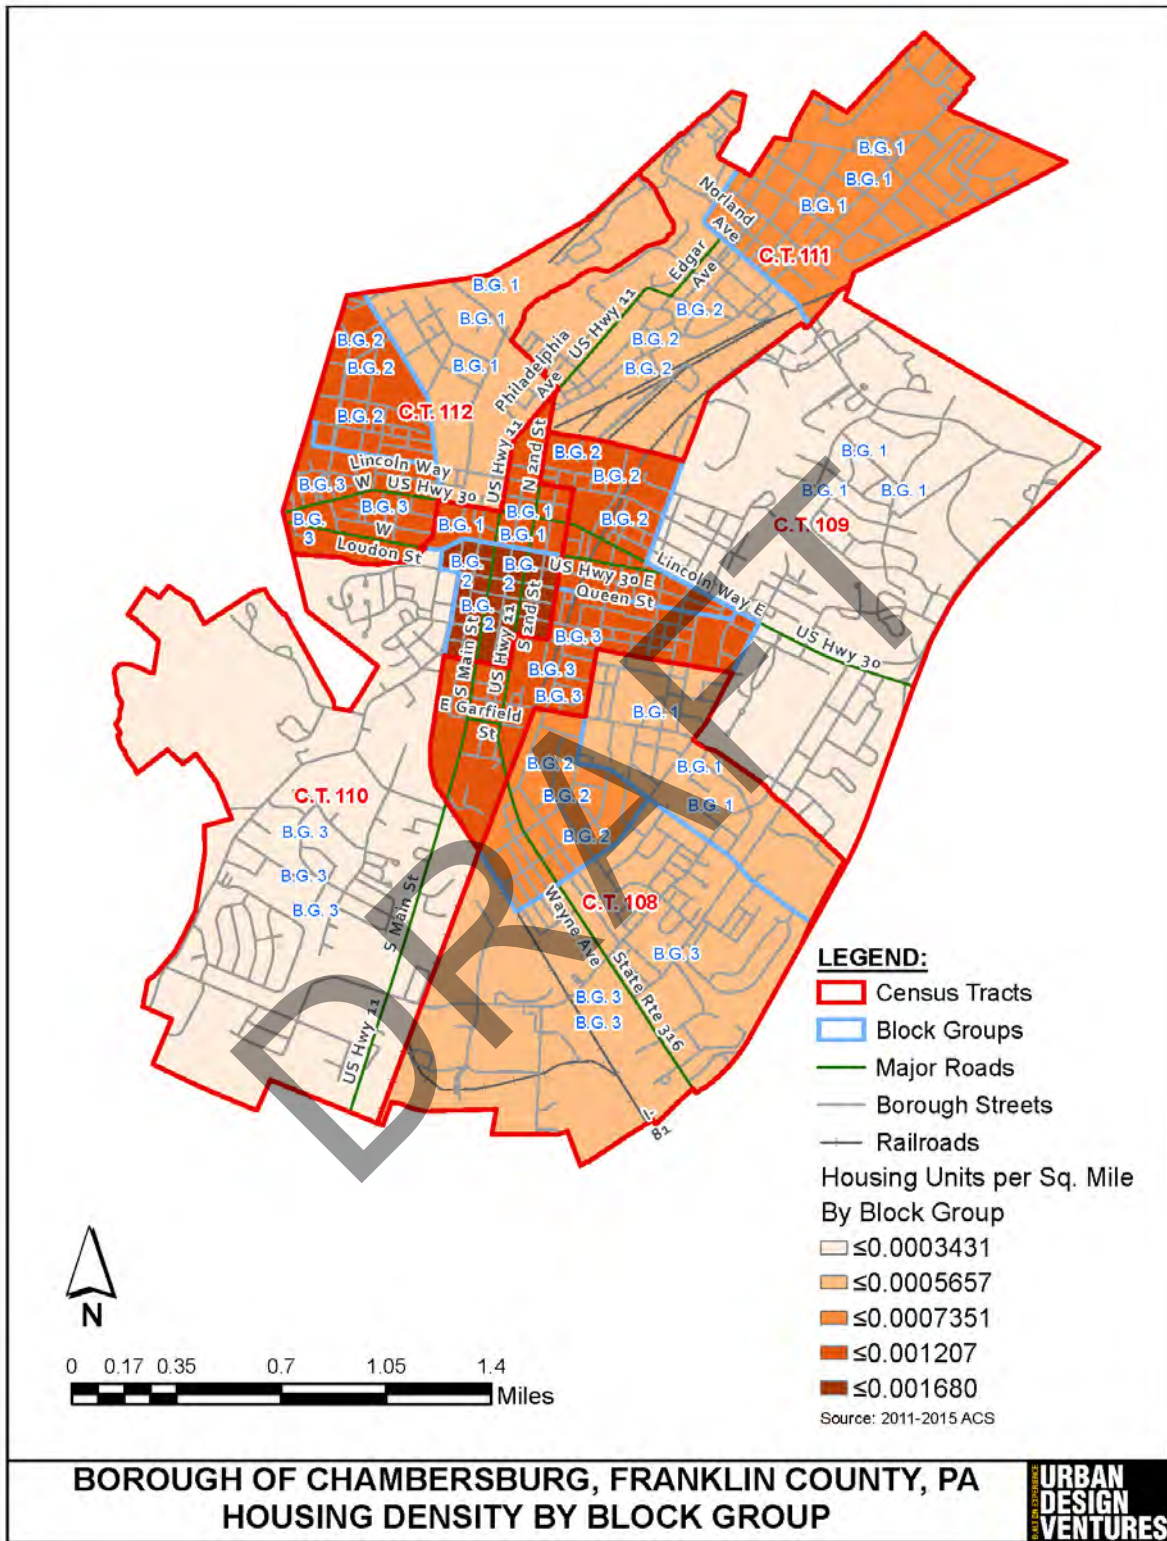 B.G. 1
B.G. 1
B.G. 1
Norland
Ave
C.T. 111
Edgar
Ave
B.G. 1
B.G. 1
B.G. 1
US Hwy 11
B.G. 2
B.G. 2
B.G. 2
Philadelphia
Ave
B.G. 2
B.G. 2
B.G. 2
C.T. 112
US Hwy 11
N 2nd St
Lincoln Way
W
US Hwy 30
B.G. 3
B.G. 3
B.G.
3
W
Loudon St
B.G. 1
B.G. 1
B.G. 1
B.G. 2
B.G. 2
B.G. 2
B.G. 1
B.G. 1
B.G. 1
C.T. 109
B.G.
2
B.G.
2
B.G.
2
US Hwy 30 E
Queen St
Lincoln Way E
US Hwy 30
S Main St
US Hwy 11
S 2nd St
B.G. 3
B.G. 3
B.G. 3
E Garfield
St
B.G. 1
B.G. 1
B.G. 1
B.G. 2
B.G. 2
B.G. 2
C.T. 110
B.G. 3
B.G. 3
B.G. 3
S Main St
US Hwy 11
C.T. 108
Wayne Ave
State Rte 316
B.G. 3
B.G. 3
B.G. 3
I-
81
DRAFT
LEGEND:
Census Tracts
Block Groups
Major Roads
Borough Streets
Railroads
Housing Units per Sq. Mile
By Block Group
≤0.0003431
≤0.0005657
≤0.0007351
≤0.001207
≤0.001680
Source: 2011-2015 ACS
N
0 0.17 0.35 0.7 1.05 1.4
Miles
BOROUGH OF CHAMBERSBURG, FRANKLIN COUNTY, PA
HOUSING DENSITY BY BLOCK GROUP
BUILT ON EXPERIENCE
URBAN
DESIGN
VENTURES